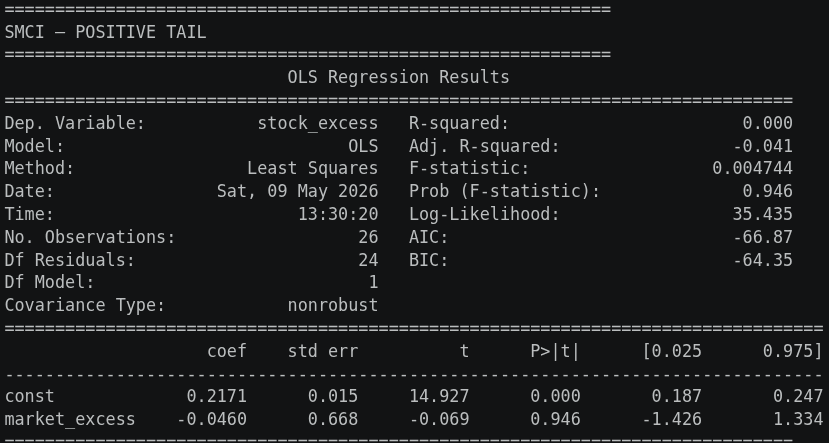 ==============================================================
SMCI — POSITIVE TAIL
==============================================================
                            OLS Regression Results
==============================================================================
Dep. Variable:           stock_excess   R-squared:                       0.000
Model:                            OLS   Adj. R-squared:                 -0.041
Method:                 Least Squares   F-statistic:                  0.004744
Date:                Sat, 09 May 2026   Prob (F-statistic):              0.946
Time:                        13:30:20   Log-Likelihood:                 35.435
No. Observations:                  26   AIC:                            -66.87
Df Residuals:                      24   BIC:                            -64.35
Df Model:                           1
Covariance Type:            nonrobust
=================================================================================
                    coef    std err          t      P>|t|      [0.025      0.975]
---------------------------------------------------------------------------------
const             0.2171      0.015     14.927      0.000       0.187       0.247
market_excess    -0.0460      0.668     -0.069      0.946      -1.426       1.334
=================================================================================